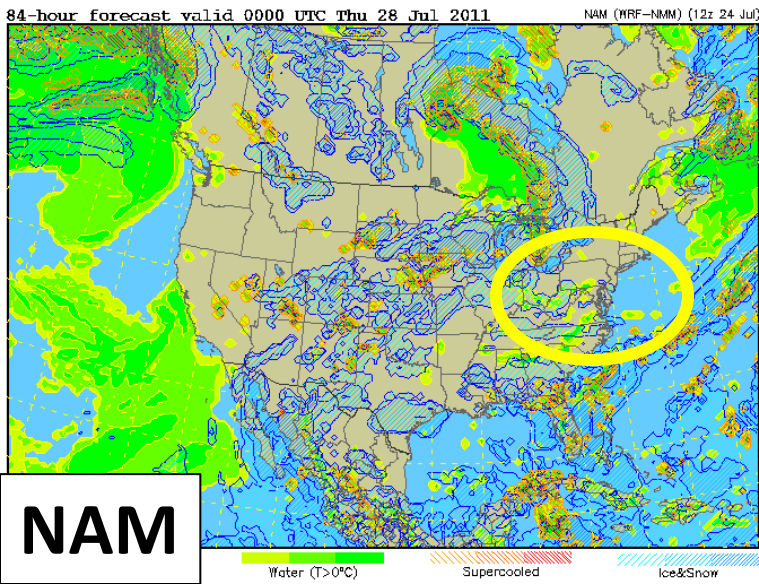 84-hour forecast valid 0000 UTC Thu 28 Jul 2011 NAM (WRF-NMM) (12z 24 Jul)
NAM
Water (T>0°C) Supercooled Ice&Snow